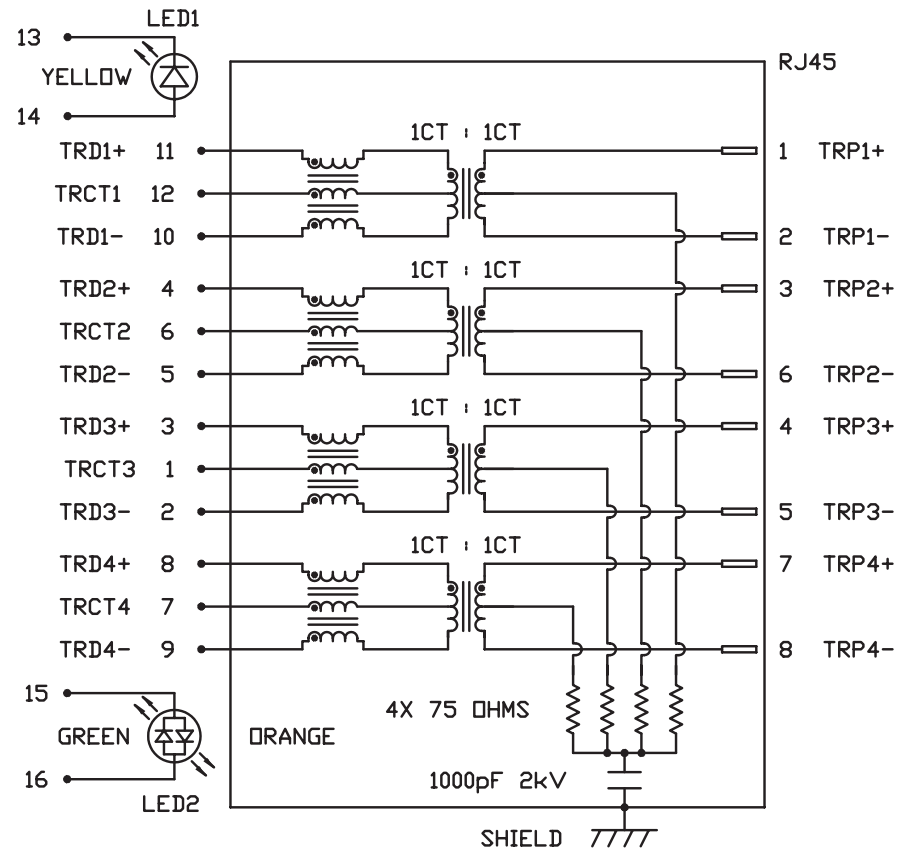 LED1
13
RJ45
YELLOW
14
1CT : 1CT
TRD1+ 11 1 TRP1+
TRCT1 12
TRD1- 10 2 TRP1-
1CT : 1CT
TRD2+ 4 3 TRP2+
TRCT2 6
TRD2- 5 6 TRP2-
1CT : 1CT
TRD3+ 3 4 TRP3+
TRCT3 1
TRD3- 2 5 TRP3-
1CT : 1CT
TRD4+ 8 7 TRP4+
TRCT4 7
TRD4- 9 8 TRP4-
15
4X 75 OHMS
GREEN ORANGE
16
1000pF 2kV
LED2
SHIELD